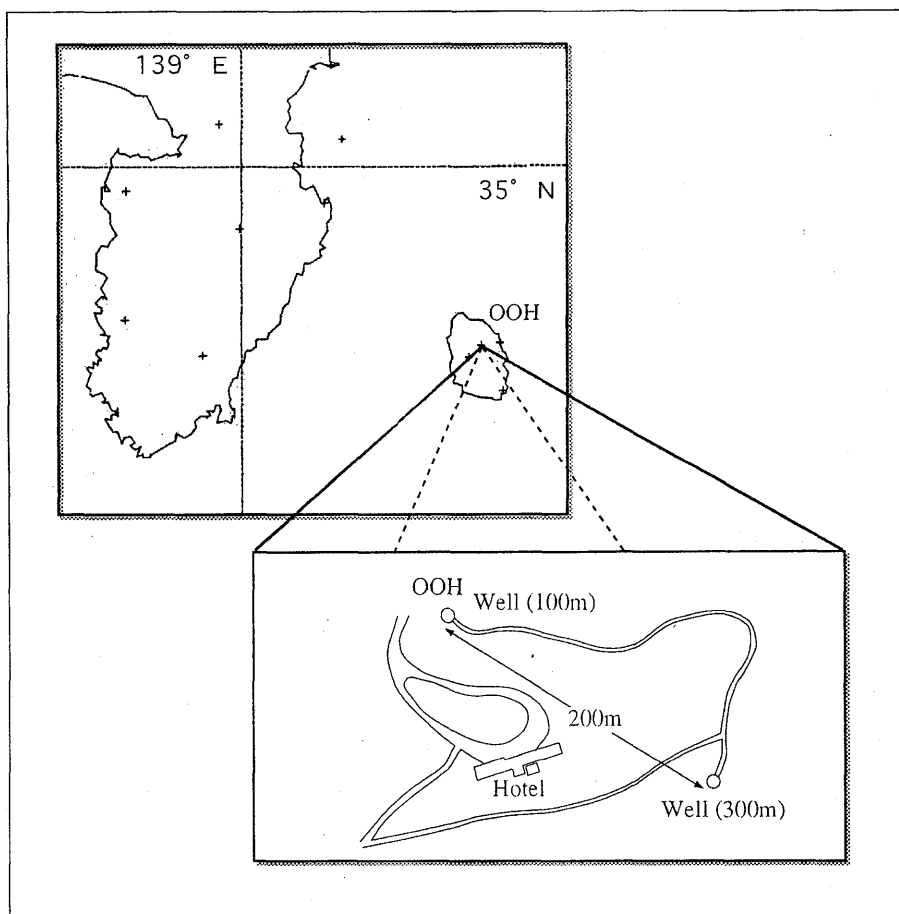 139° E
35° N
OOH
OOH
Well (100m)
200m
Hotel
Well (300m)